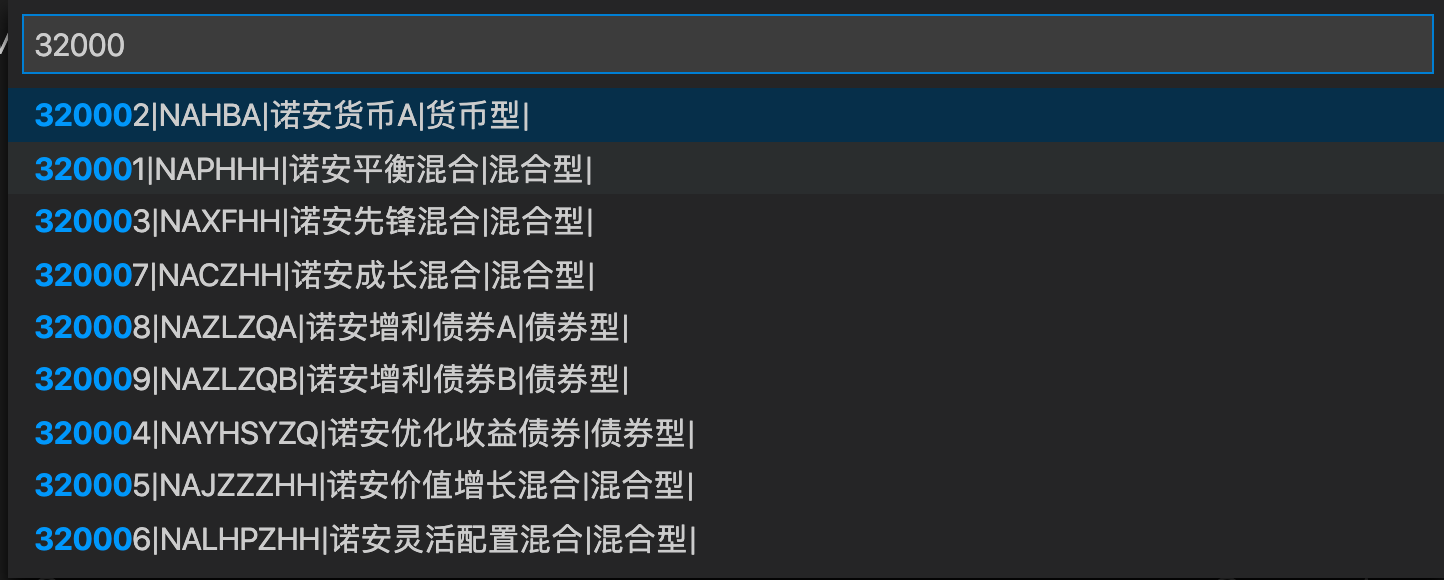 32000
320002|NAHBA|诺安货币A|货币型|
320001|NAPHHH|诺安平衡混合|混合型|
320003|NAXFHH|诺安先锋混合|混合型|
320007|NACZHH|诺安成长混合|混合型|
320008|NAZLZQA|诺安增利债券A|债券型|
320009|NAZLZQB|诺安增利债券B|债券型|
320004|NAYHSYZQ|诺安优化收益债券|债券型|
320005|NAJZZZHH|诺安价值增长混合|混合型|
320006|NALHPZHH|诺安灵活配置混合|混合型|